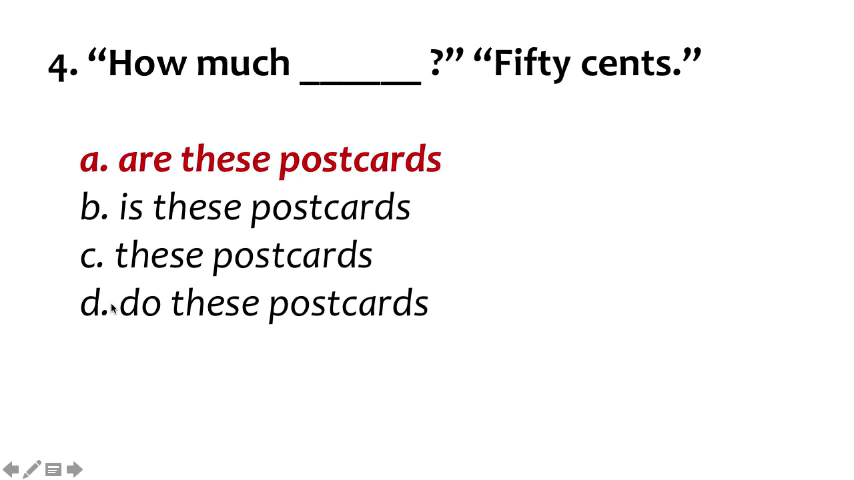 4. “How much ______ ?” “Fifty cents.”
a. are these postcards
b. is these postcards
c. these postcards
d. do these postcards